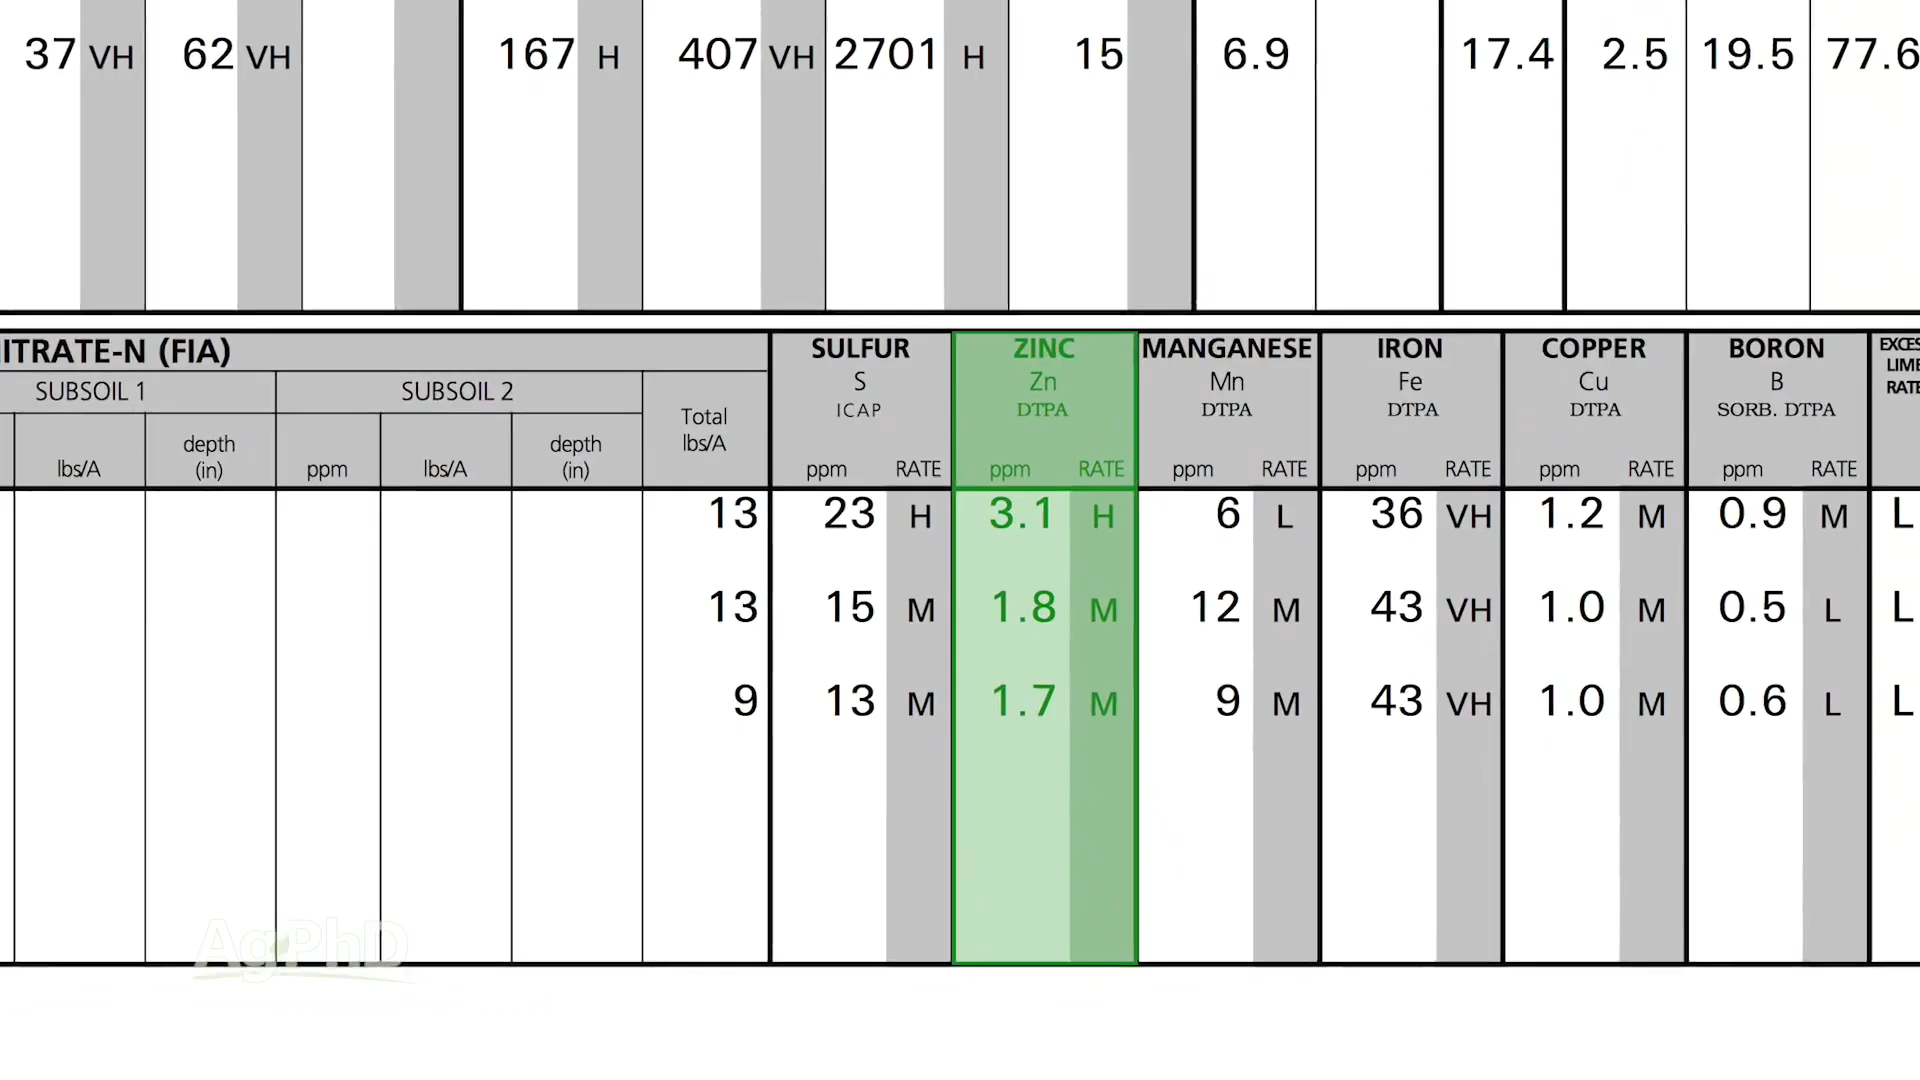 37 VH 62 VH 167 H 407 VH 2701 H 15 6.9 17.4 2.5 19.5 77.6
ITRATE-N (FIA)
SUBSOIL 1 SUBSOIL 2 Total lbs/A
lbs/A depth (in) ppm lbs/A depth (in)
SULFUR ZINC MANGANESE IRON COPPER BORON EXCES
S Zn Mn Fe Cu B LIME
ICAP DTPA DTPA DTPA DTPA SORB. DTPA RATE
ppm RATE ppm RATE ppm RATE ppm RATE ppm RATE ppm RATE
13 23 H 3.1 H 6 L 36 VH 1.2 M 0.9 M L
13 15 M 1.8 M 12 M 43 VH 1.0 M 0.5 L L
9 13 M 1.7 M 9 M 43 VH 1.0 M 0.6 L L
AgPhD